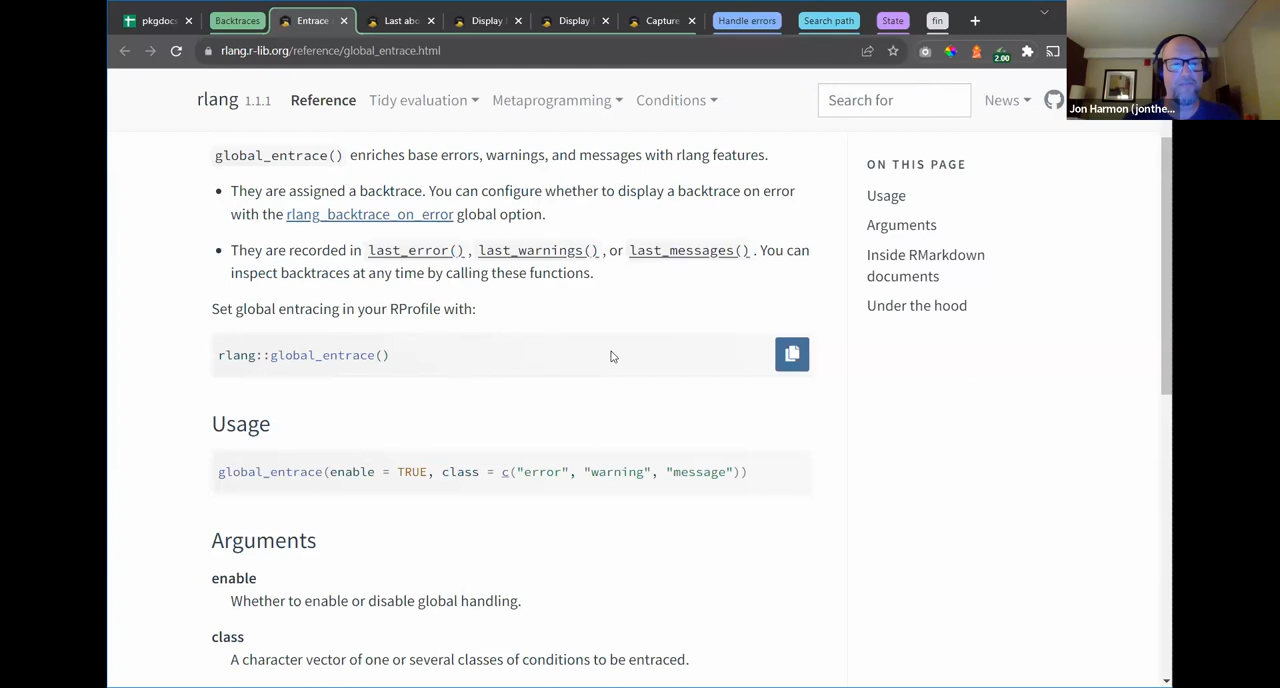 pkgdocs
Backtraces
Entrace
Last abo
Display
Display
Capture
Handle errors
Search path
State
fin
rlang.r-lib.org/reference/global_entrace.html
2.00
Jon Harmon (jonthe...
rlang 1.1.1 Reference Tidy evaluation Metaprogramming Conditions Search for News
global_entrace() enriches base errors, warnings, and messages with rlang features.
They are assigned a backtrace. You can configure whether to display a backtrace on error
with the rlang_backtrace_on_error global option.
They are recorded in last_error(), last_warnings(), or last_messages(). You can
inspect backtraces at any time by calling these functions.
Set global entracing in your RProfile with:
rlang::global_entrace()
Usage
global_entrace(enable = TRUE, class = c("error", "warning", "message"))
Arguments
enable
Whether to enable or disable global handling.
class
A character vector of one or several classes of conditions to be entraced.
ON THIS PAGE
Usage
Arguments
Inside RMarkdown
documents
Under the hood